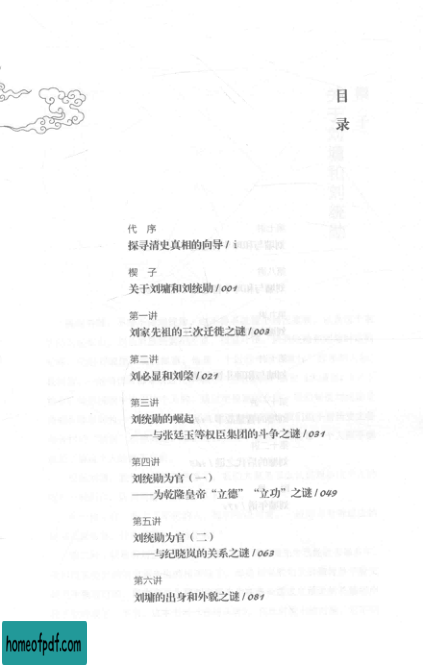 目
录
代 序
探寻清史真相的向导 / i
楔 子
关于刘墉和刘统勋 / 001
第一讲
刘家先祖的三次迁徙之谜 / 003
第二讲
刘必显和刘棨 / 021
第三讲
刘统勋的崛起
——与张廷玉等权臣集团的斗争之谜 / 031
第四讲
刘统勋为官（一）
——为乾隆皇帝“立德”“立功”之谜 / 049
第五讲
刘统勋为官（二）
——与纪晓岚的关系之谜 / 063
第六讲
刘墉的出身和外貌之谜 / 081
homeofpdf.com